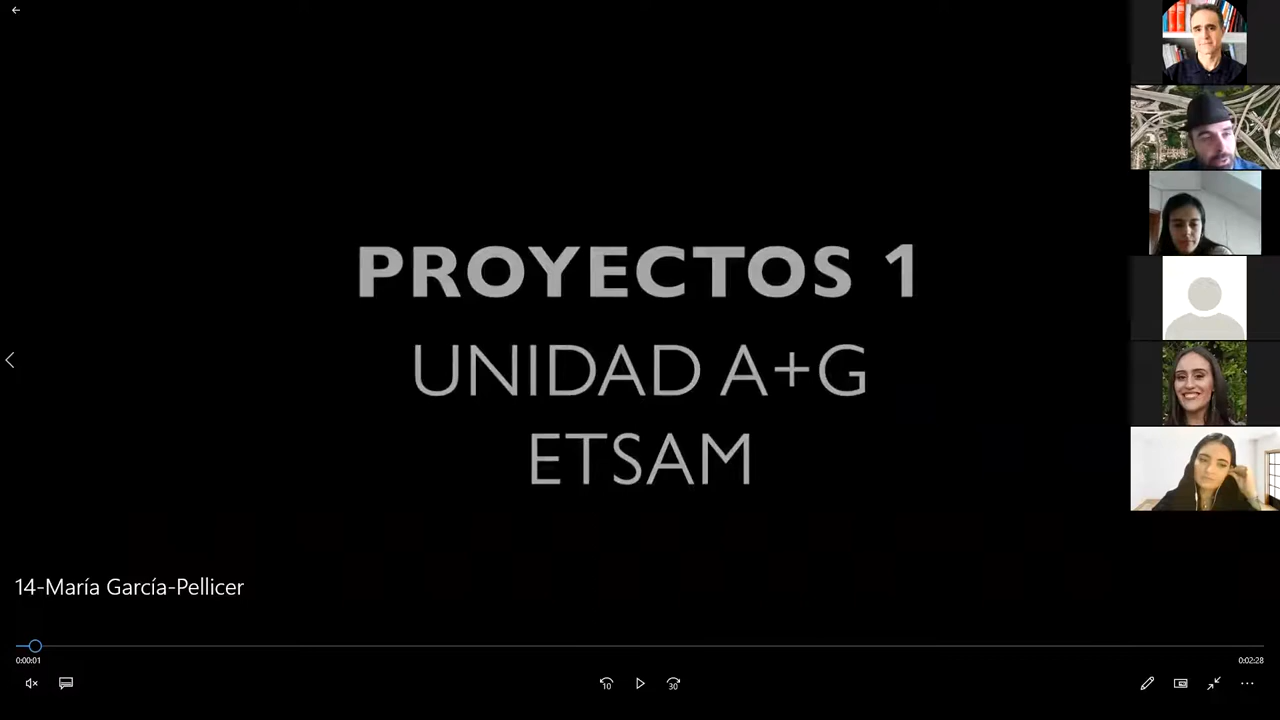 PROYECTOS 1
UNIDAD A+G
ETSAM
14-María García-Pellicer
0:00:01
0:02:28
10
30